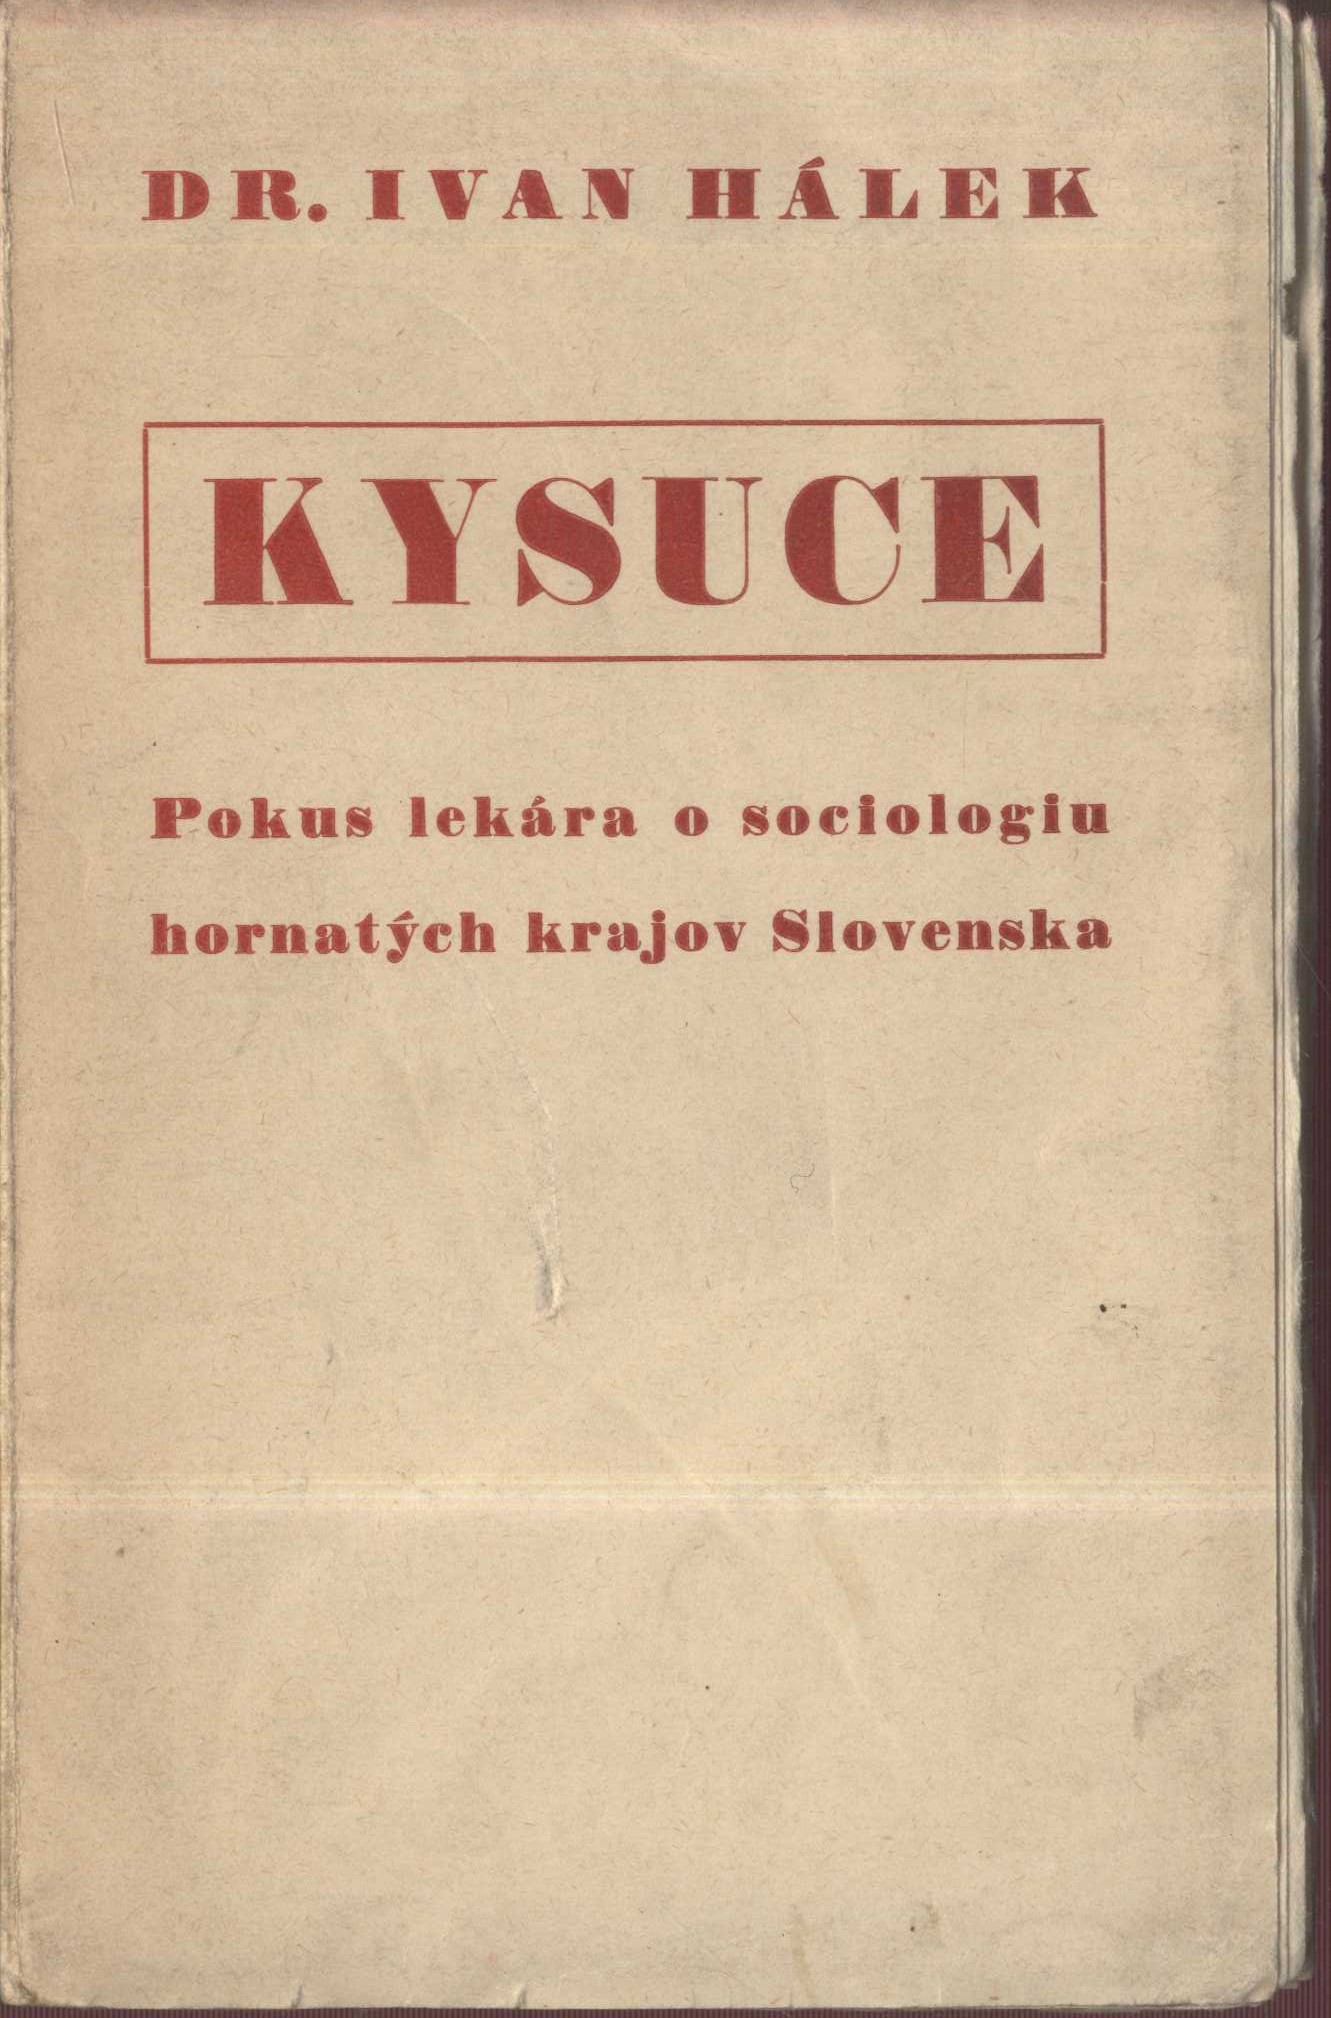 DR. IVAN HÁLEK
KYSUCE
Pokus lekára o sociologiu
hornatých krajov Slovenska